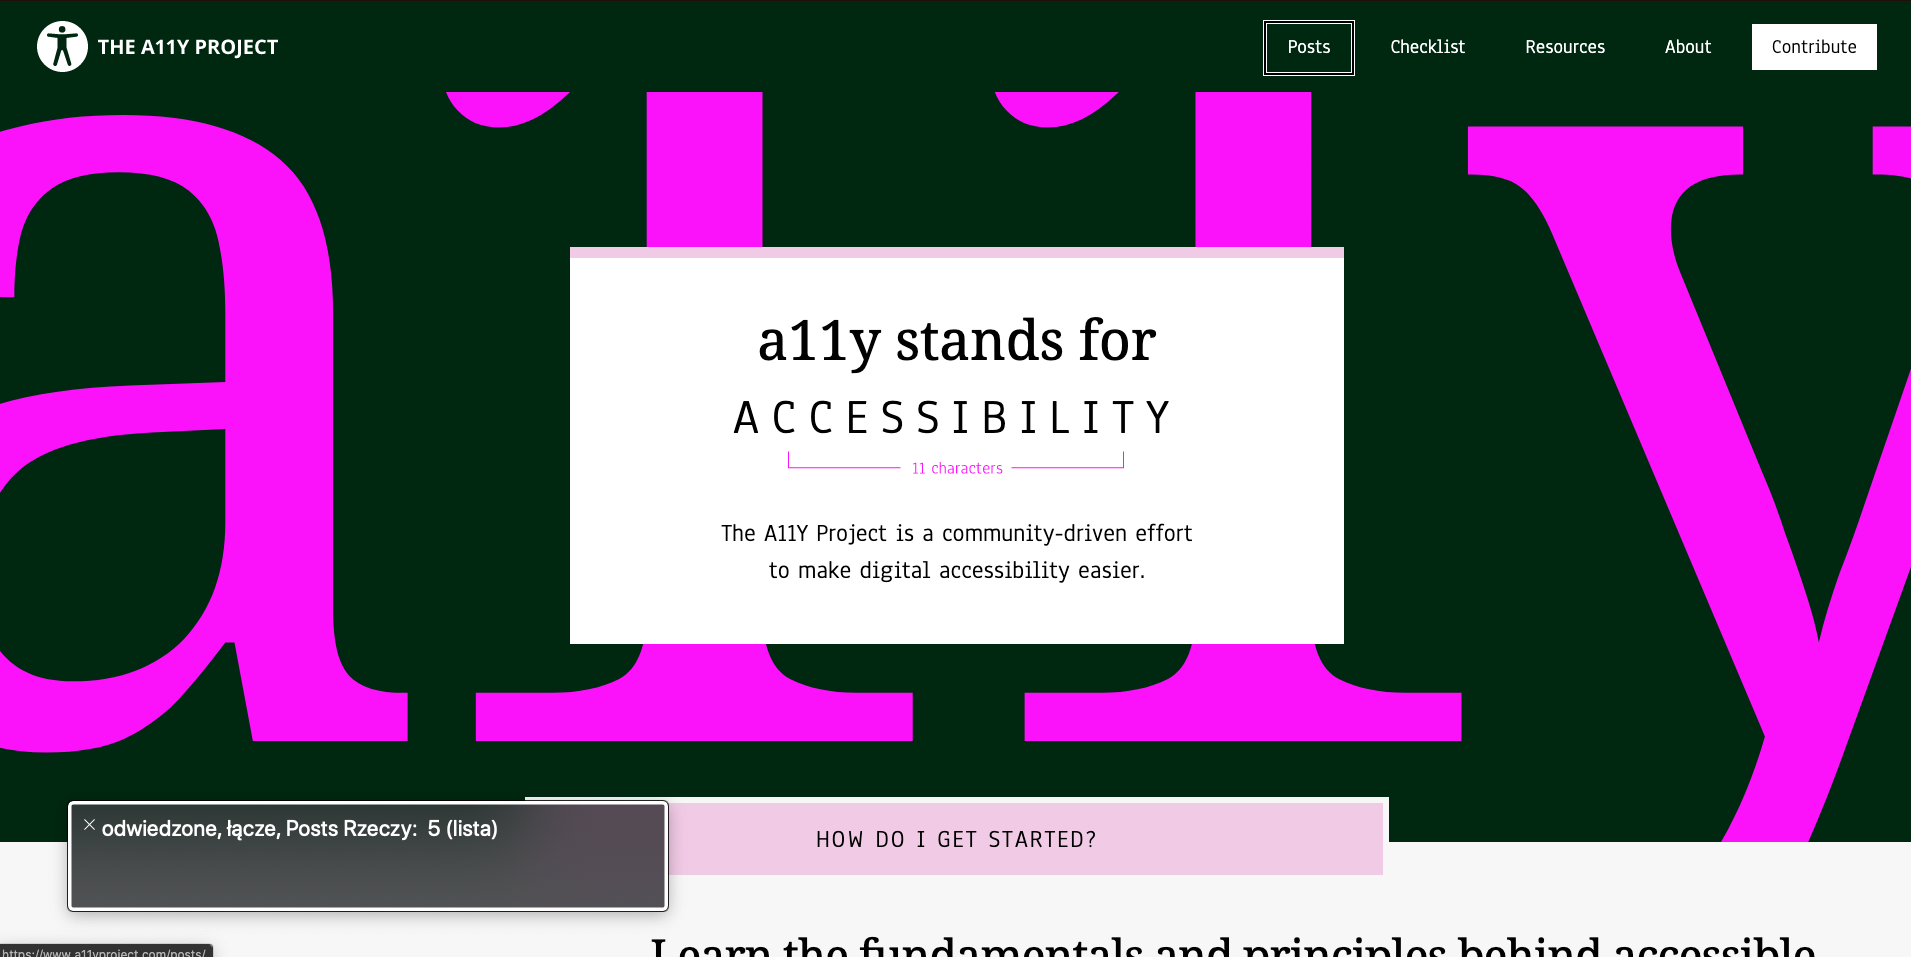 THE A11Y PROJECT
Posts
Checklist
Resources
About
Contribute
a11y
a11y stands for
ACCESSIBILITY
11 characters
The A11Y Project is a community-driven effort
to make digital accessibility easier.
HOW DO I GET STARTED?
odwiedzone, łącze, Posts Rzeczy: 5 (lista)
Learn the fundamentals and principles behind accessible
https://www.a11yproject.com/posts/